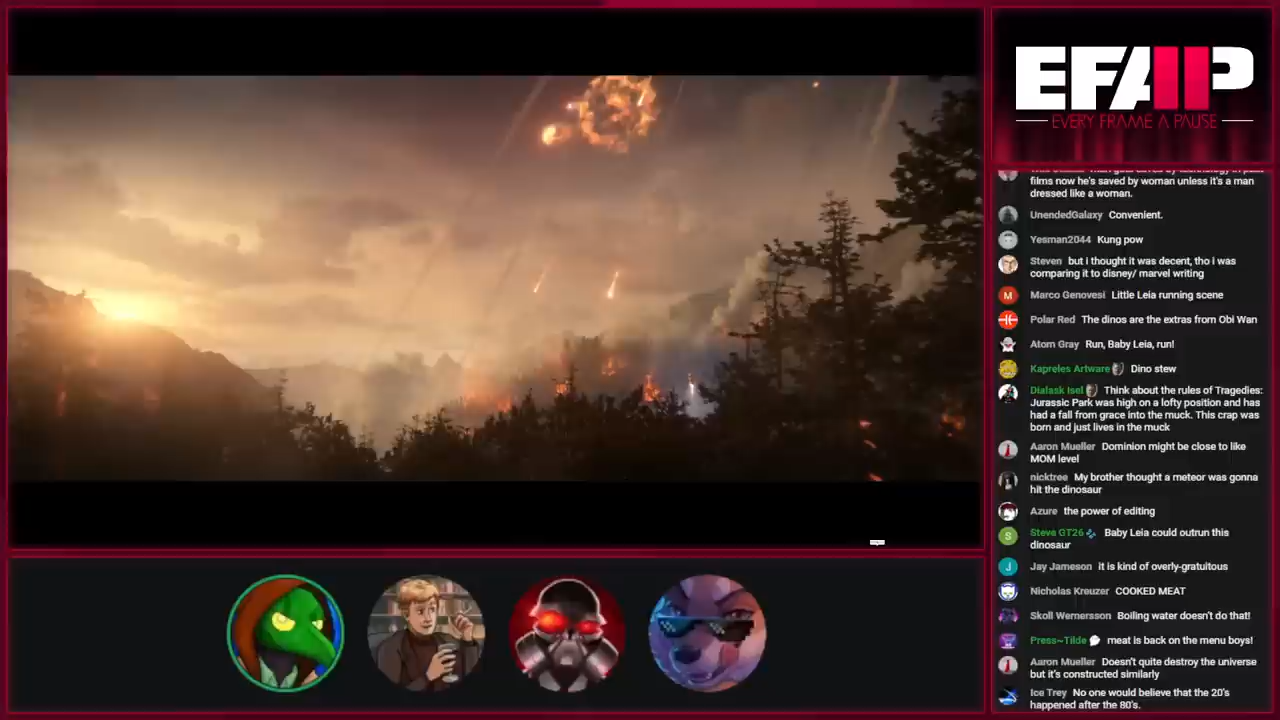 EFAP
EVERY FRAME A PAUSE
films now he's saved by woman unless it's a man
dressed like a woman.
UnendedGalaxy Convenient.
Yesman2044 Kung pow
Steven but i thought it was decent, tho i was
comparing it to disney/ marvel writing
Marco Genovesi Little Leia running scene
Polar Red The dinos are the extras from Obi Wan
Atom Gray Run, Baby Leia, run!
Kapreles Artware Dino stew
Dialask Isel Think about the rules of Tragedies:
Jurassic Park was high on a lofty position and has
had a fall from grace into the muck. This crap was
born and just lives in the muck
Aaron Mueller Dominion might be close to like
MOM level
nicktree My brother thought a meteor was gonna
hit the dinosaur
Azure the power of editing
Steve GT26 Baby Leia could outrun this
dinosaur
Jay Jameson it is kind of overly-gratuitous
Nicholas Kreuzer COOKED MEAT
Skoll Wernersson Boiling water doesn't do that!
Press~Tilde meat is back on the menu boys!
Aaron Mueller Doesn't quite destroy the universe
but it's constructed similarly
Ice Trey No one would believe that the 20's
happened after the 80's.
M
S
J